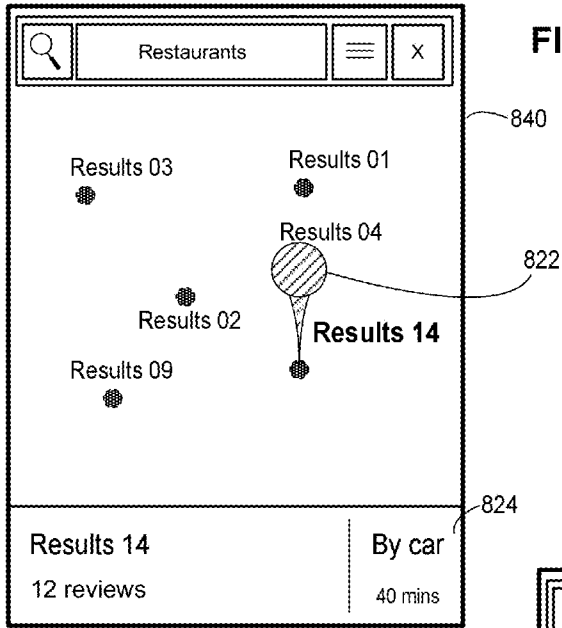 Restaurants X
FI
840
Results 03
Results 01
Results 04
822
Results 02
Results 14
Results 09
824
Results 14
By car
12 reviews
40 mins